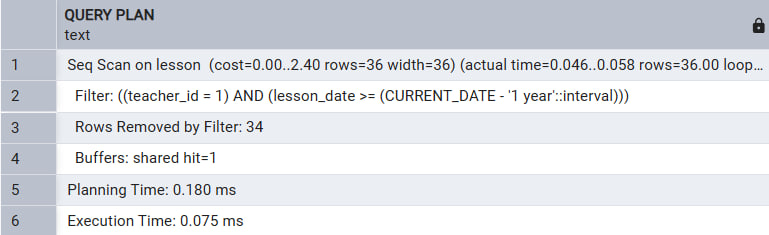 QUERY PLAN
text
1 Seq Scan on lesson (cost=0.00..2.40 rows=36 width=36) (actual time=0.046..0.058 rows=36.00 loop...
2 Filter: ((teacher_id = 1) AND (lesson_date >= (CURRENT_DATE - '1 year'::interval)))
3 Rows Removed by Filter: 34
4 Buffers: shared hit=1
5 Planning Time: 0.180 ms
6 Execution Time: 0.075 ms